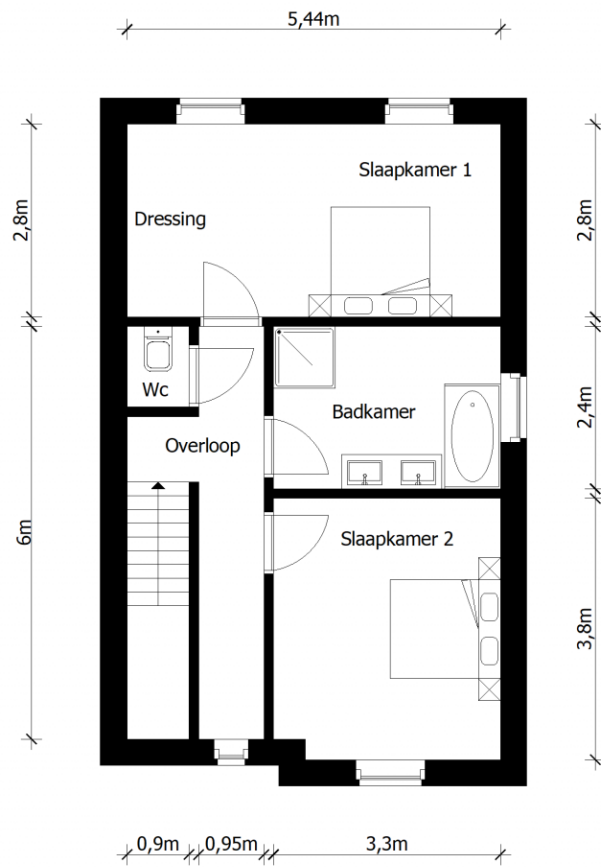 5,44m
Slaapkamer 1
Dressing
2,8m
2,8m
Wc
Badkamer
Overloop
2,4m
6m
Slaapkamer 2
3,8m
0,9m
0,95m
3,3m